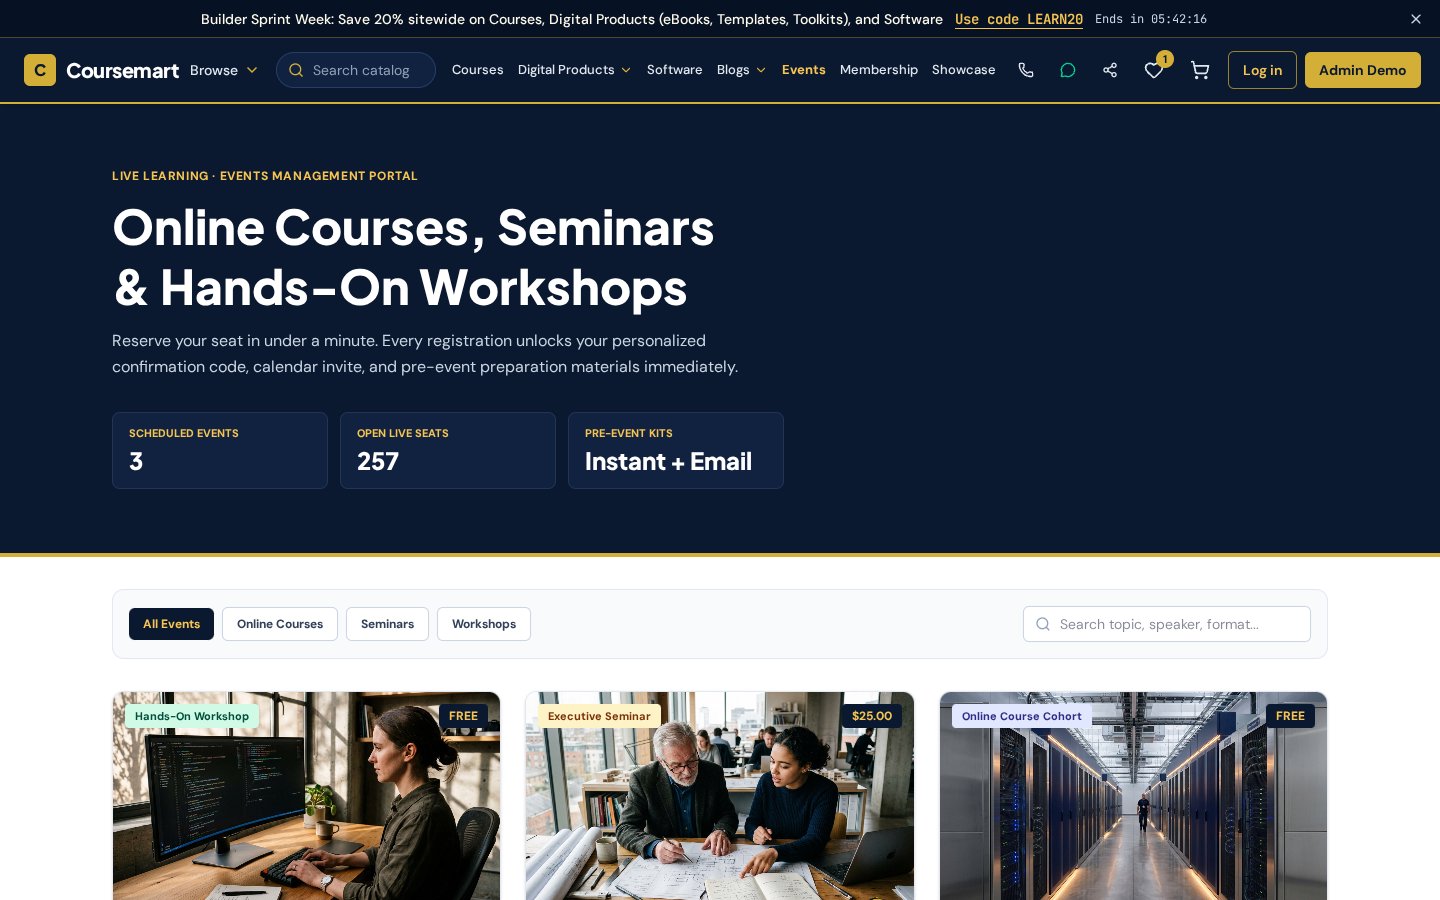 Builder Sprint Week: Save 20% sitewide on Courses, Digital Products (eBooks, Templates, Toolkits), and Software Use code LEARN20 Ends in 05:42:16
C Coursemart Browse Search catalog Courses Digital Products Software Blogs Events Membership Showcase 1 Log in Admin Demo
LIVE LEARNING · EVENTS MANAGEMENT PORTAL
Online Courses, Seminars
& Hands-On Workshops
Reserve your seat in under a minute. Every registration unlocks your personalized
confirmation code, calendar invite, and pre-event preparation materials immediately.
SCHEDULED EVENTS
3
OPEN LIVE SEATS
257
PRE-EVENT KITS
Instant + Email
All Events Online Courses Seminars Workshops Search topic, speaker, format...
Hands-On Workshop FREE
Executive Seminar $25.00
Online Course Cohort FREE